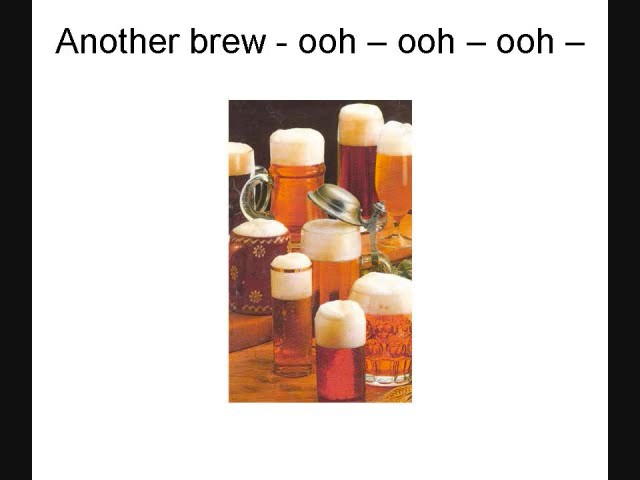 Another brew - ooh – ooh – ooh –